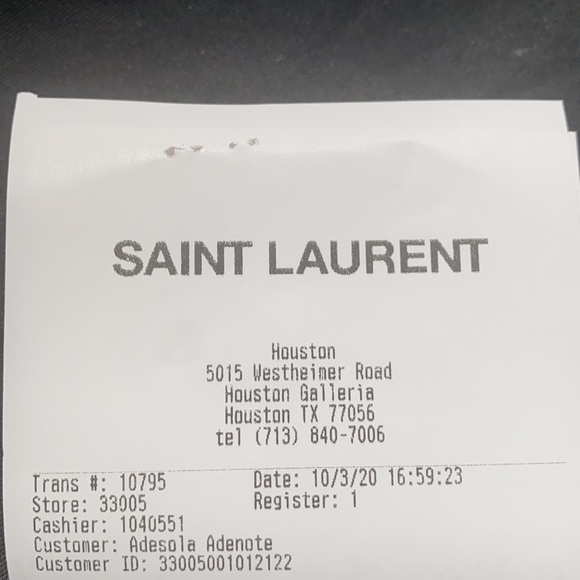 SAINT LAURENT
Houston
5015 Westheimer Road
Houston Galleria
Houston TX 77056
tel (713) 840-7006
Trans #: 10795 Date: 10/3/20 16:59:23
Store: 33005 Register: 1
Cashier: 1040551
Customer: Adesola Adenote
Customer ID: 33005001012122